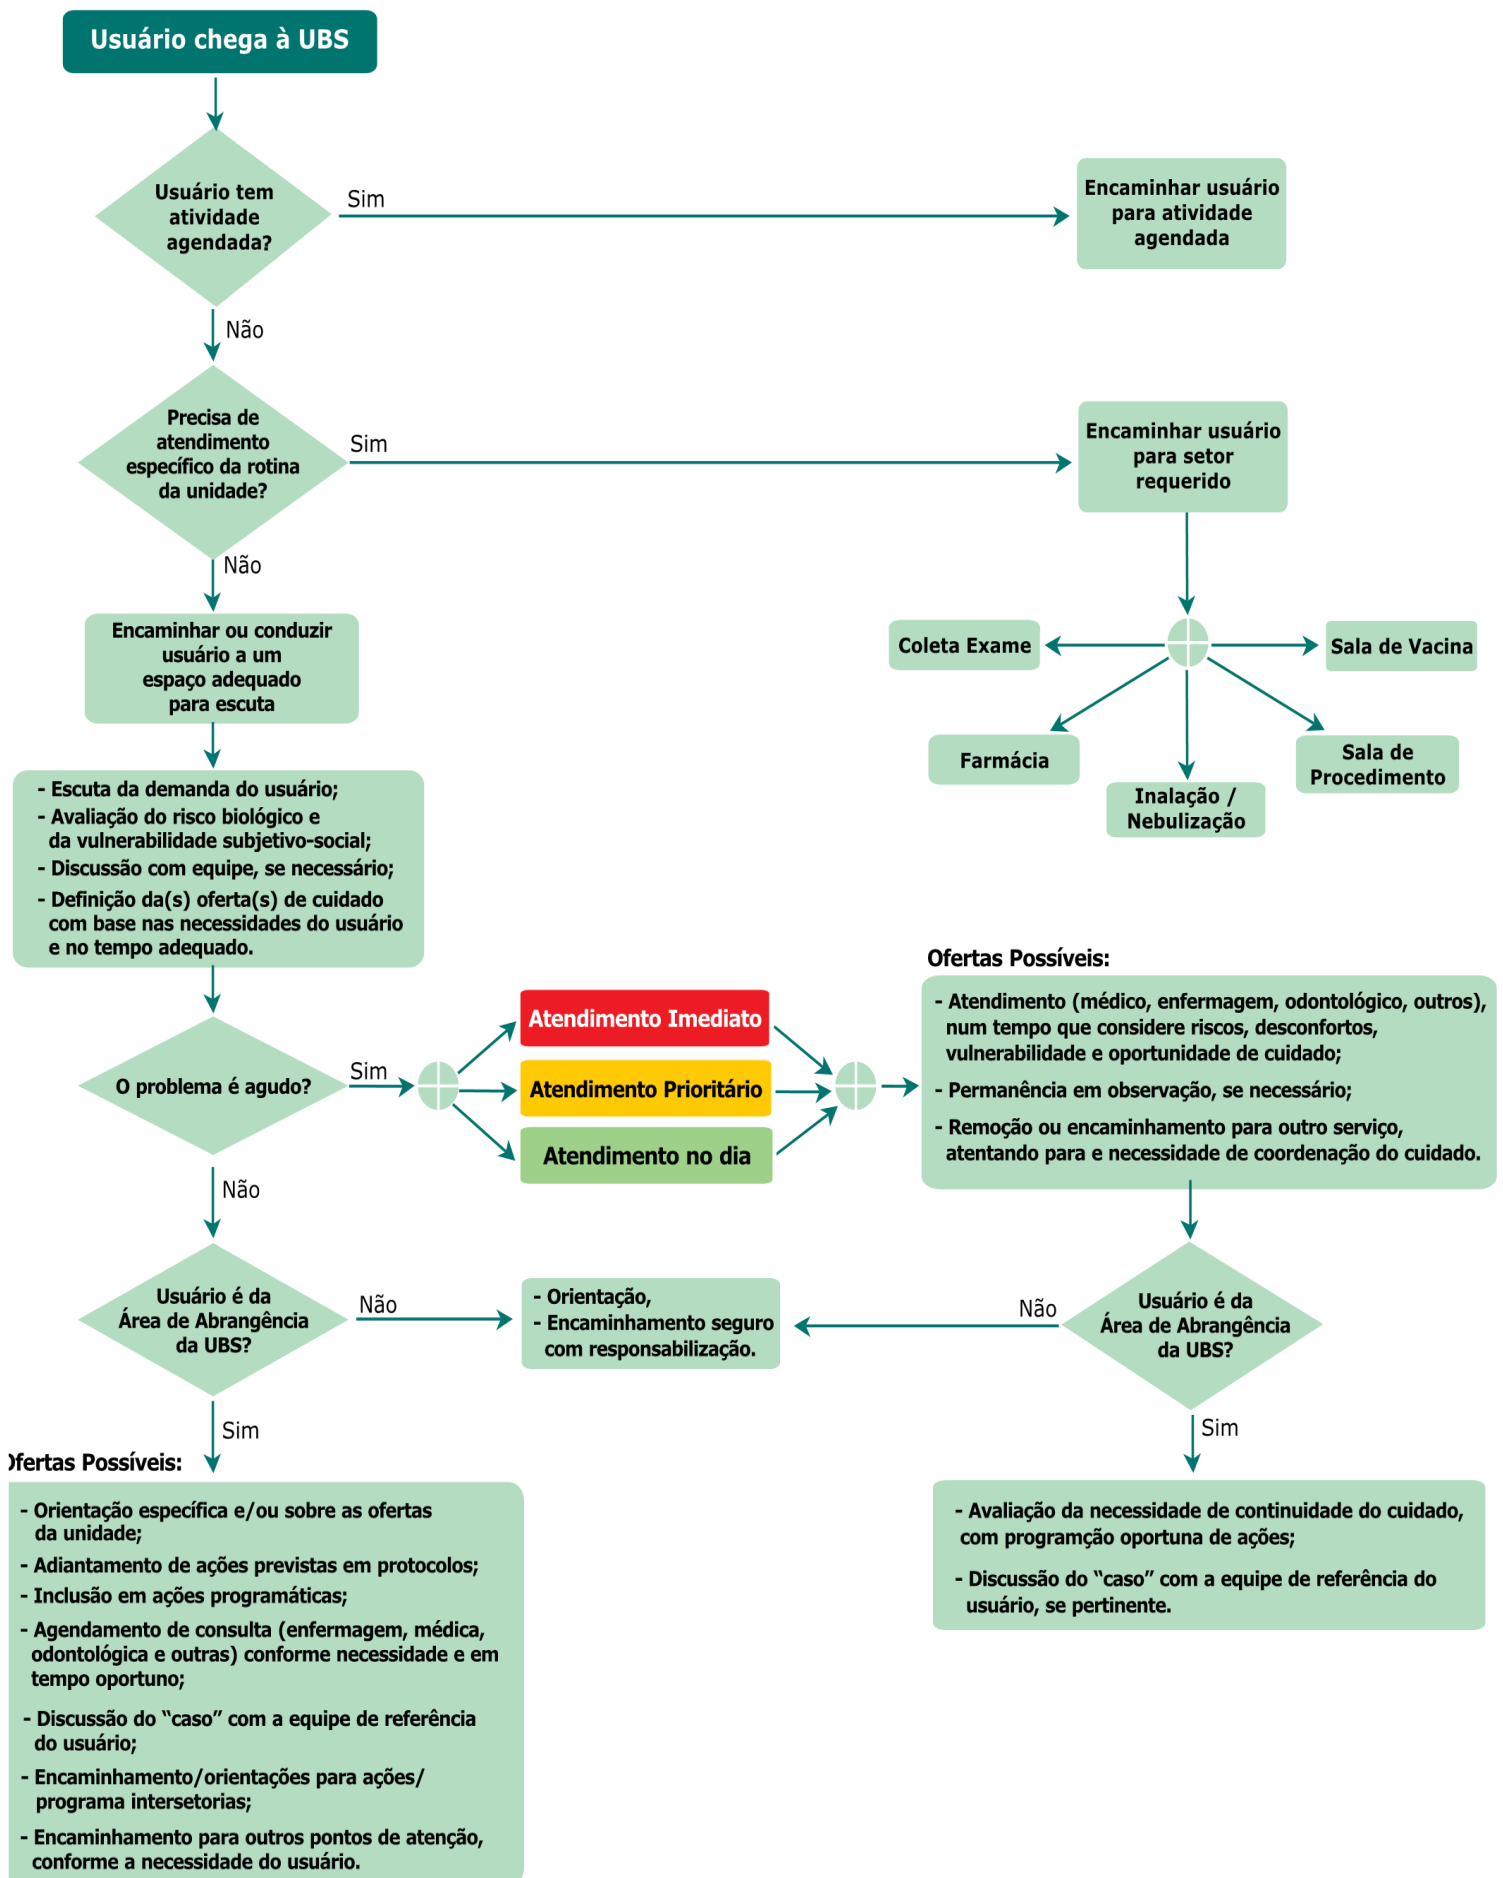 Usuário chega à UBS
Usuário tem
atividade
agendada?
Sim
Encaminhar usuário
para atividade
agendada
Não
Precisa de
atendimento
específico da rotina
da unidade?
Sim
Encaminhar usuário
para setor
requerido
Não
Coleta Exame
Sala de Vacina
Farmácia
Inalação /
Nebulização
Sala de
Procedimento
Encaminhar ou conduzir
usuário a um
espaço adequado
para escuta
- Escuta da demanda do usuário;
- Avaliação do risco biológico e
da vulnerabilidade subjetivo-social;
- Discussão com equipe, se necessário;
- Definição da(s) oferta(s) de cuidado
com base nas necessidades do usuário
e no tempo adequado.
O problema é agudo?
Sim
Atendimento Imediato
Atendimento Prioritário
Atendimento no dia
Ofertas Possíveis:
- Atendimento (médico, enfermagem, odontológico, outros),
num tempo que considere riscos, desconfortos,
vulnerabilidade e oportunidade de cuidado;
- Permanência em observação, se necessário;
- Remoção ou encaminhamento para outro serviço,
atentando para e necessidade de coordenação do cuidado.
Não
Usuário é da
Área de Abrangência
da UBS?
Não
- Orientação,
- Encaminhamento seguro
com responsabilização.
Não
Usuário é da
Área de Abrangência
da UBS?
Sim
Ofertas Possíveis:
- Orientação específica e/ou sobre as ofertas
da unidade;
- Adiantamento de ações previstas em protocolos;
- Inclusão em ações programáticas;
- Agendamento de consulta (enfermagem, médica,
odontológica e outras) conforme necessidade e em
tempo oportuno;
- Discussão do “caso” com a equipe de referência
do usuário;
- Encaminhamento/orientações para ações/
programa intersetorias;
- Encaminhamento para outros pontos de atenção,
conforme a necessidade do usuário.
Sim
- Avaliação da necessidade de continuidade do cuidado,
com programção oportuna de ações;
- Discussão do “caso” com a equipe de referência do
usuário, se pertinente.